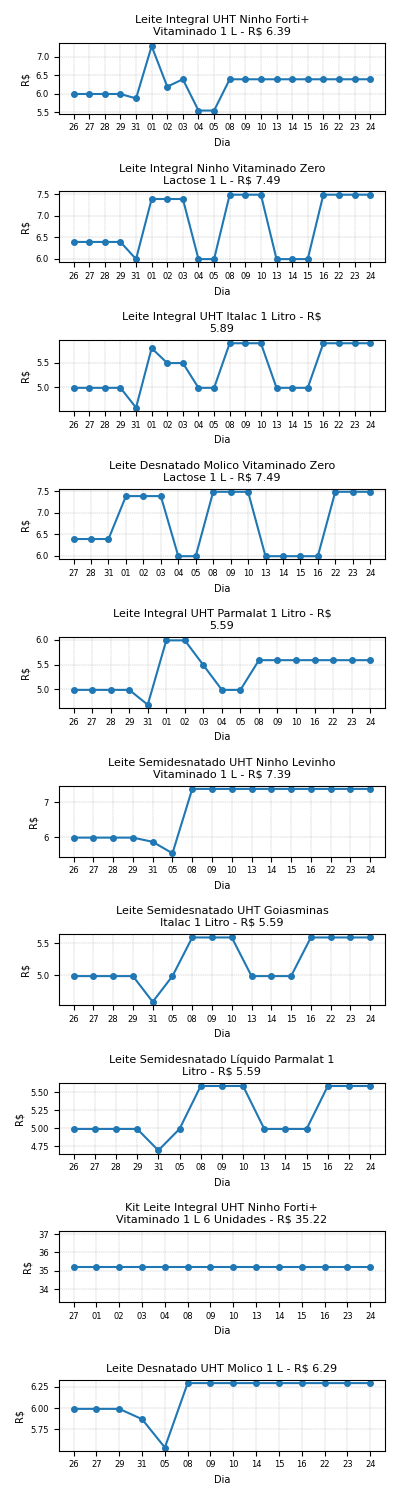 Leite Integral UHT Ninho Forti+
Vitaminado 1 L - R$ 6.39
R$
7.0
6.5
6.0
5.5
26 27 28 29 31 01 02 03 04 05 08 09 10 13 14 15 16 22 23 24
Dia
Leite Integral Ninho Vitaminado Zero
Lactose 1 L - R$ 7.49
R$
7.5
7.0
6.5
6.0
26 27 28 29 31 01 02 03 04 05 08 09 10 13 14 15 16 22 23 24
Dia
Leite Integral UHT Italac 1 Litro - R$
5.89
R$
5.5
5.0
26 27 28 29 31 01 02 03 04 05 08 09 10 13 14 15 16 22 23 24
Dia
Leite Desnatado Molico Vitaminado Zero
Lactose 1 L - R$ 7.49
R$
7.5
7.0
6.5
6.0
27 28 31 01 02 03 04 05 08 09 10 13 14 15 16 22 23 24
Dia
Leite Integral UHT Parmalat 1 Litro - R$
5.59
R$
6.0
5.5
5.0
26 27 28 29 31 01 02 03 04 05 08 09 10 16 22 23 24
Dia
Leite Semidesnatado UHT Ninho Levinho
Vitaminado 1 L - R$ 7.39
R$
7
6
26 27 28 29 31 05 08 09 10 13 14 15 16 22 23 24
Dia
Leite Semidesnatado UHT Goiasminas
Italac 1 Litro - R$ 5.59
R$
5.5
5.0
26 27 28 29 31 05 08 09 10 13 14 15 16 22 23 24
Dia
Leite Semidesnatado Líquido Parmalat 1
Litro - R$ 5.59
R$
5.50
5.25
5.00
4.75
26 27 28 29 31 05 08 09 10 13 14 15 16 22 24
Dia
Kit Leite Integral UHT Ninho Forti+
Vitaminado 1 L 6 Unidades - R$ 35.22
R$
37
36
35
34
27 01 02 03 04 08 09 10 13 14 15 16 22 24
Dia
Leite Desnatado UHT Molico 1 L - R$ 6.29
R$
6.25
6.00
5.75
26 27 29 31 05 08 09 10 14 16 22 23 24
Dia